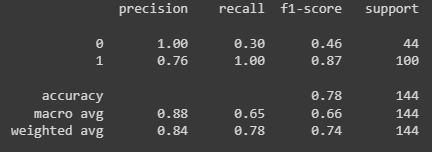 precision recall f1-score support
0 1.00 0.30 0.46 44
1 0.76 1.00 0.87 100
accuracy 0.78 144
macro avg 0.88 0.65 0.66 144
weighted avg 0.84 0.78 0.74 144